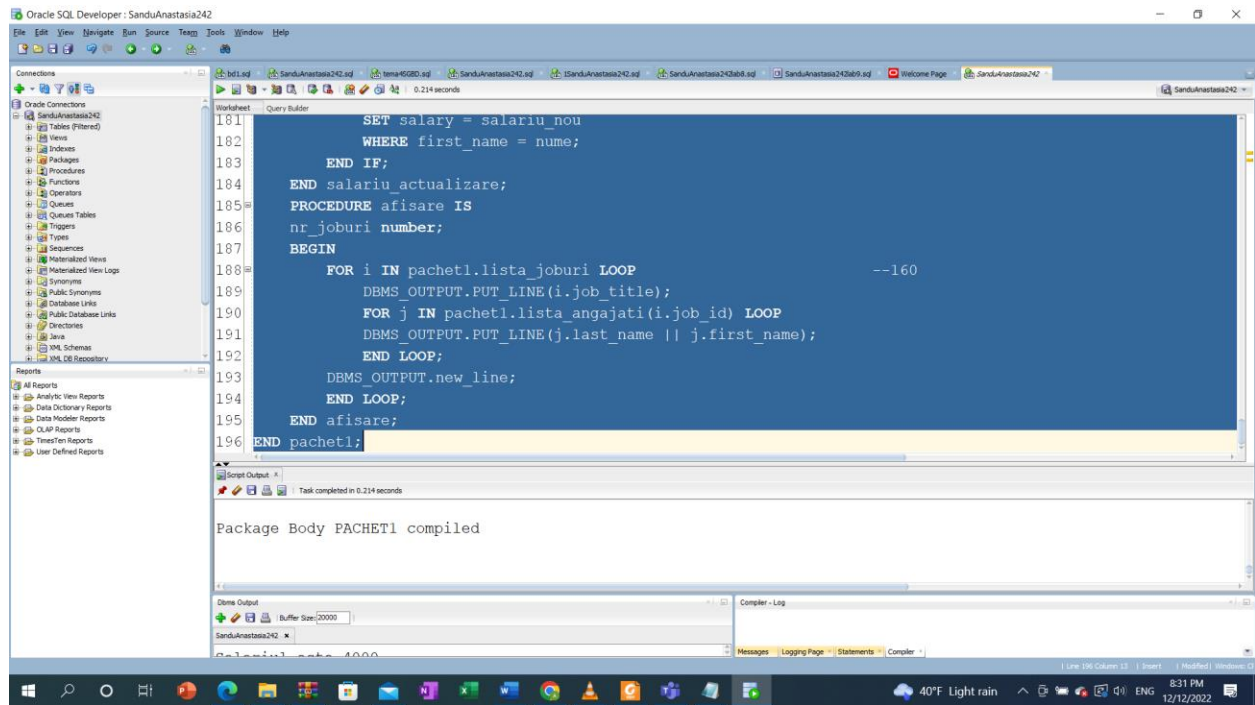 Oracle SQL Developer : SanduAnastasia242
File Edit View Navigate Run Source Team Tools Window Help
Connections
bd1.sql SanduAnastasia242.sql tema4SGBD.sql SanduAnastasia242.sql 1SanduAnastasia242.sql SanduAnastasia242lab8.sql SanduAnastasia242lab9.sql Welcome Page SanduAnastasia242
0.214 seconds
SanduAnastasia242
Worksheet Query Builder
Oracle Connections
SanduAnastasia242
Tables (Filtered)
Views
Indexes
Packages
Procedures
Functions
Operators
Queues
Queues Tables
Triggers
Types
Sequences
Materialized Views
Materialized View Logs
Synonyms
Public Synonyms
Database Links
Public Database Links
Directories
Java
XML Schemas
XML DB Repository
181 SET salary = salariu_nou
182 WHERE first_name = nume;
183 END IF;
184 END salariu_actualizare;
185 PROCEDURE afisare IS
186 nr_joburi number;
187 BEGIN
188 FOR i IN pachet1.lista_joburi LOOP --160
189 DBMS_OUTPUT.PUT_LINE(i.job_title);
190 FOR j IN pachet1.lista_angajati(i.job_id) LOOP
191 DBMS_OUTPUT.PUT_LINE(j.last_name || j.first_name);
192 END LOOP;
193 DBMS_OUTPUT.new_line;
194 END LOOP;
195 END afisare;
196 END pachet1;
Reports
All Reports
Analytic View Reports
Data Dictionary Reports
Data Modeler Reports
OLAP Reports
TimesTen Reports
User Defined Reports
Script Output
Task completed in 0.214 seconds
Package Body PACHET1 compiled
Dbms Output
Buffer Size: 20000
SanduAnastasia242
Salariul este 4000
Compiler - Log
Messages Logging Page Statements Compiler
Line 196 Column 13 Insert Modified Windows: C
40°F Light rain ENG 8:31 PM
12/12/2022